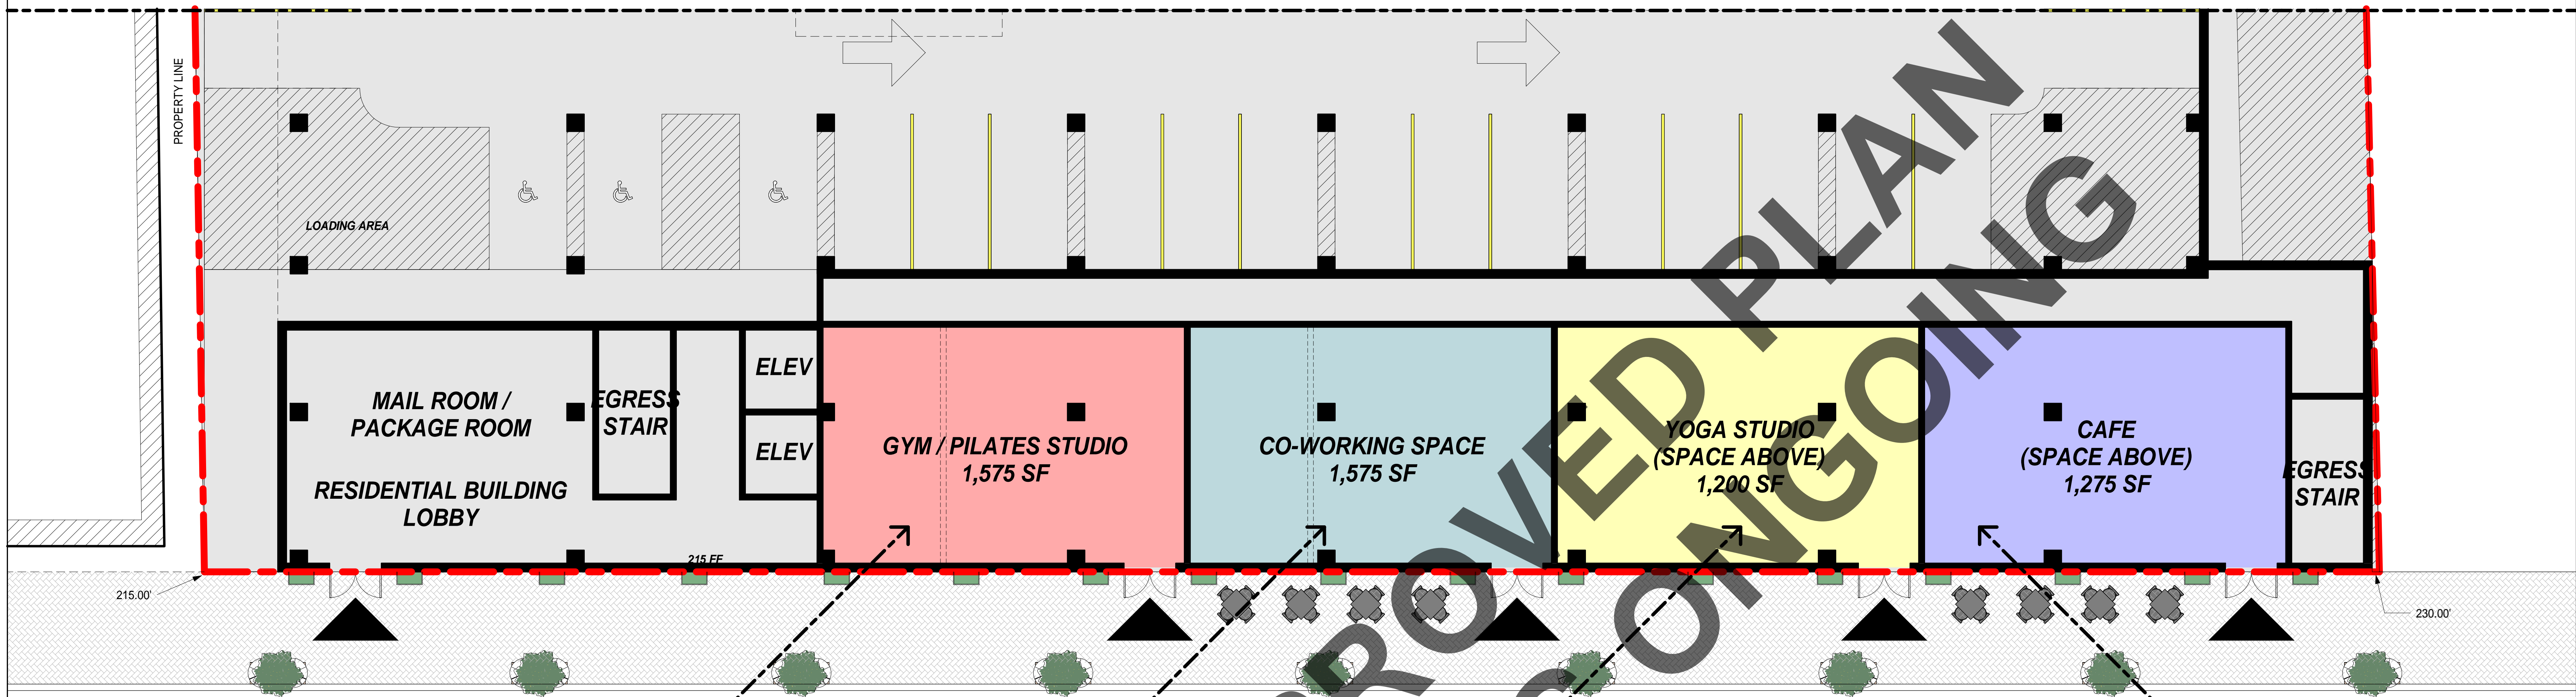 PROPERTY LINE
LOADING AREA
MAIL ROOM /
PACKAGE ROOM
RESIDENTIAL BUILDING
LOBBY
EGRESS
STAIR
ELEV
ELEV
215 FF
GYM / PILATES STUDIO
1,575 SF
CO-WORKING SPACE
1,575 SF
YOGA STUDIO
(SPACE ABOVE)
1,200 SF
CAFE
(SPACE ABOVE)
1,275 SF
EGRESS
STAIR
215.00'
230.00'
PLAN
ONGOING